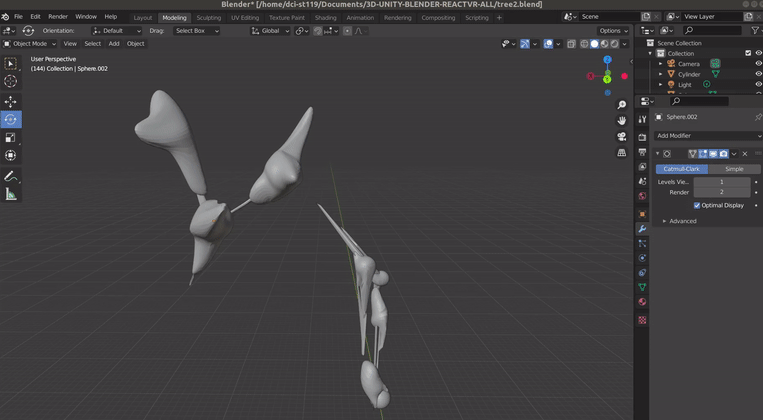 Blender* [/home/dci-st119/Documents/3D-UNITY-BLENDER-REACTVR-ALL/tree2.blend]
File Edit Render Window Help Layout Modeling Sculpting UV Editing Texture Paint Shading Animation Rendering Compositing Scripting + Scene View Layer
Orientation: Default Drag: Select Box Global Options
Object Mode View Select Add Object
Scene Collection
Collection
Camera
Cylinder
Light
User Perspective
(144) Collection | Sphere.002
Z
X
Y
Sphere.002
Add Modifier
Catmull-Clark Simple
Levels Vie.. 1
Render 2
Optimal Display
Advanced